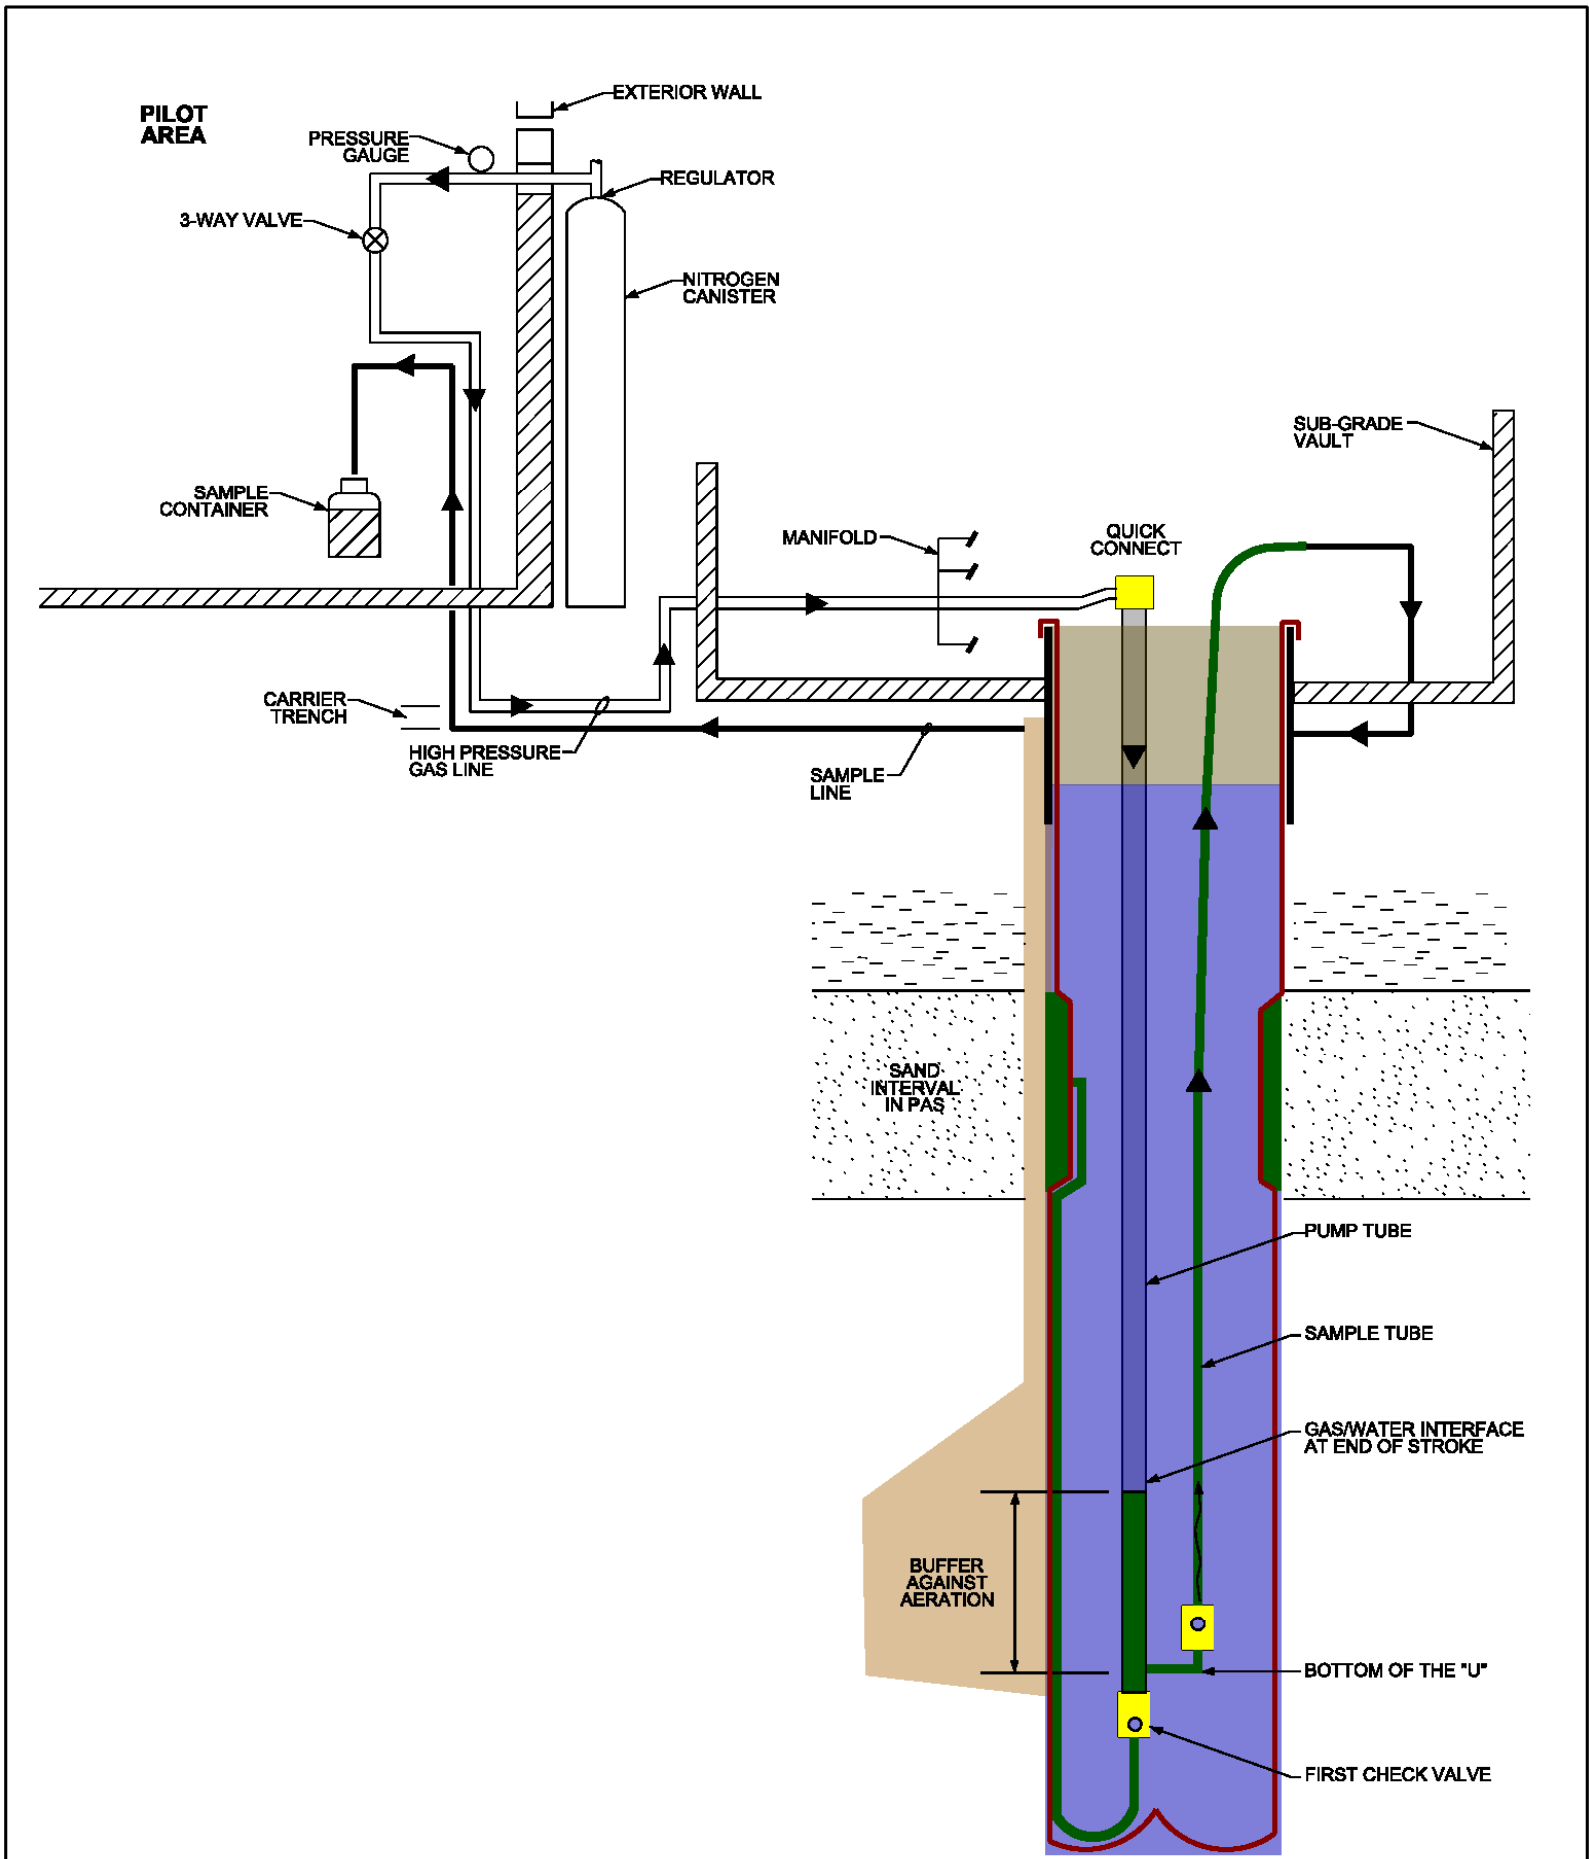 PILOT
AREA
EXTERIOR WALL
PRESSURE
GAUGE
REGULATOR
3-WAY VALVE
NITROGEN
CANISTER
SUB-GRADE
VAULT
SAMPLE
CONTAINER
MANIFOLD
QUICK
CONNECT
CARRIER
TRENCH
HIGH PRESSURE
GAS LINE
SAMPLE
LINE
SAND
INTERVAL
IN PAS
PUMP TUBE
SAMPLE TUBE
GAS/WATER INTERFACE
AT END OF STROKE
BUFFER
AGAINST
AERATION
BOTTOM OF THE "U"
FIRST CHECK VALVE